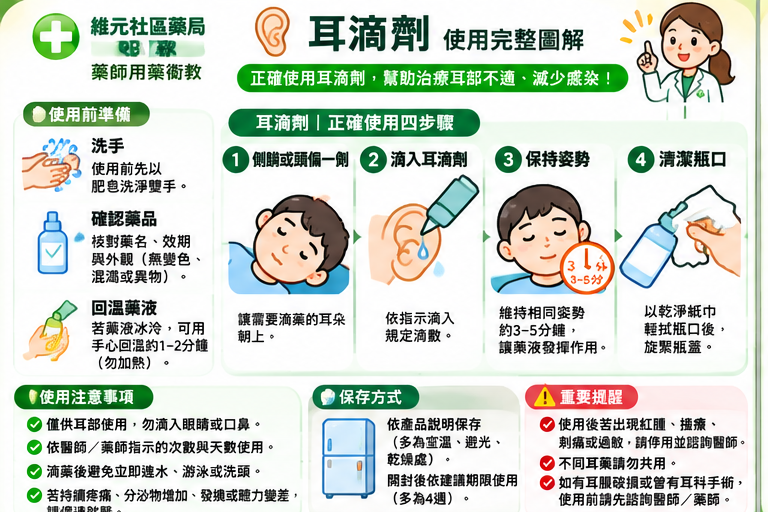 維元社區藥局
藥師用藥衛教
耳滴劑 使用完整圖解
正確使用耳滴劑，幫助治療耳部不適、減少感染！
使用前準備
洗手
使用前先以
肥皂洗淨雙手。
確認藥品
核對藥名、效期
與外觀（無變色、
混濁或異物）。
回溫藥液
若藥液冰冷，可用
手心回溫約1–2分鐘
（勿加熱）。
耳滴劑｜正確使用四步驟
1 側躺或頭偏一側
讓需要滴藥的耳朵
朝上。
2 滴入耳滴劑
依指示滴入
規定滴數。
3 保持姿勢
3–5分
維持相同姿勢
約3–5分鐘，
讓藥液發揮作用。
4 清潔瓶口
以乾淨紙巾
輕拭瓶口後，
旋緊瓶蓋。
使用注意事項
僅供耳部使用，勿滴入眼睛或口鼻。
依醫師／藥師指示的次數與天數使用。
滴藥後避免立即進水、游泳或洗頭。
若持續疼痛、分泌物增加、發燒或聽力變差，
保存方式
依產品說明保存
（多為室溫、避光、
乾燥處）。
開封後依建議期限使用
（多為4週）。
重要提醒
使用後若出現紅腫、搔癢、
刺痛或過敏，請停用並諮詢醫師。
不同耳藥請勿共用。
如有耳膜破損或曾有耳科手術，
使用前請先諮詢醫師／藥師。